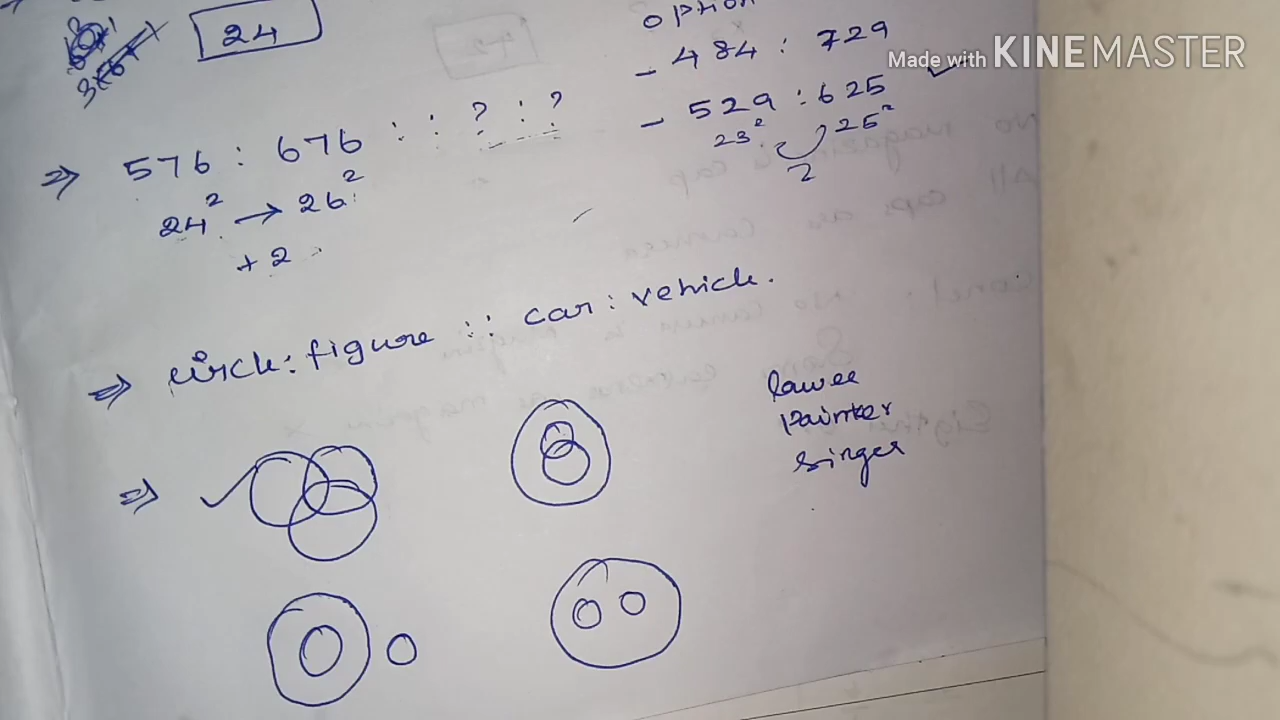 24
option
- 484 : 729
- 529 : 625 ✓
23² 25²
2
⇒ 576 : 676 :: ? : ?
24² → 26²
+2
⇒ circle : figure :: car : vehicle.
⇒
Painter
singer
Made with KINEMASTER